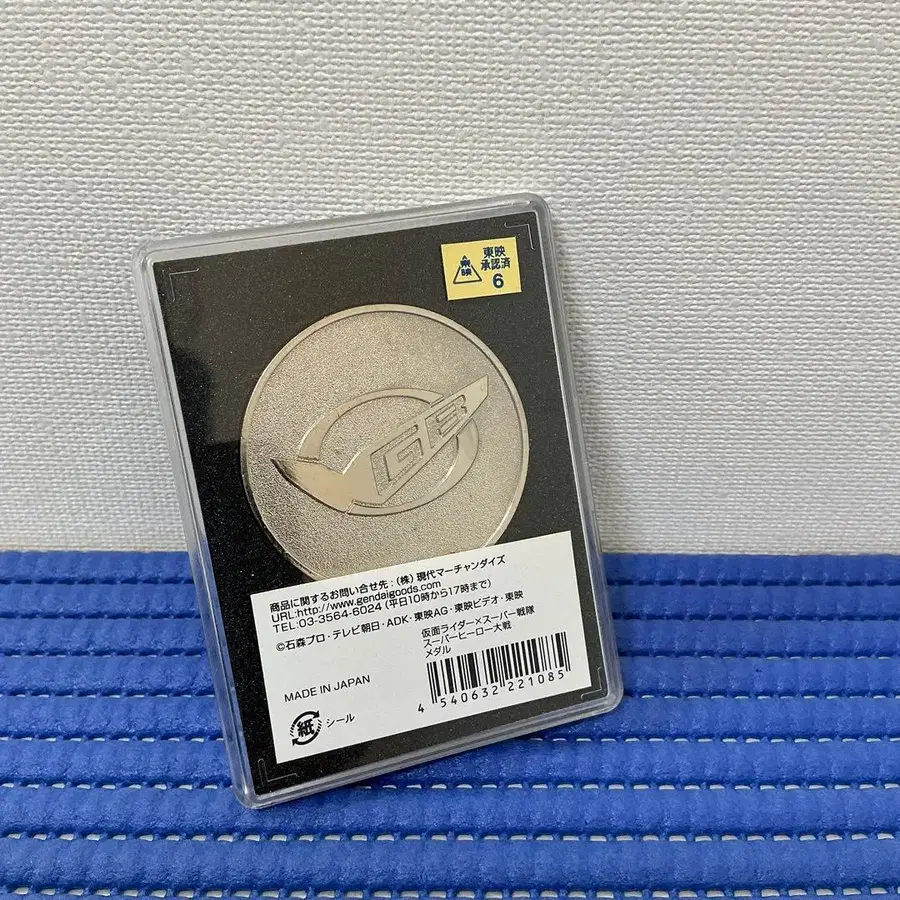 東映
承認済
6
東映
GB
商品に関するお問い合せ先：(株)現代マーチャンダイズ
URL:http://www.gendaigoods.com
TEL:03-3564-6024 (平日10時から17時まで)
©石森プロ・テレビ朝日・ADK・東映AG・東映ビデオ・東映
仮面ライダー×スーパー戦隊
スーパーヒーロー大戦
メダル
MADE IN JAPAN
4 540632 221085
紙 シール